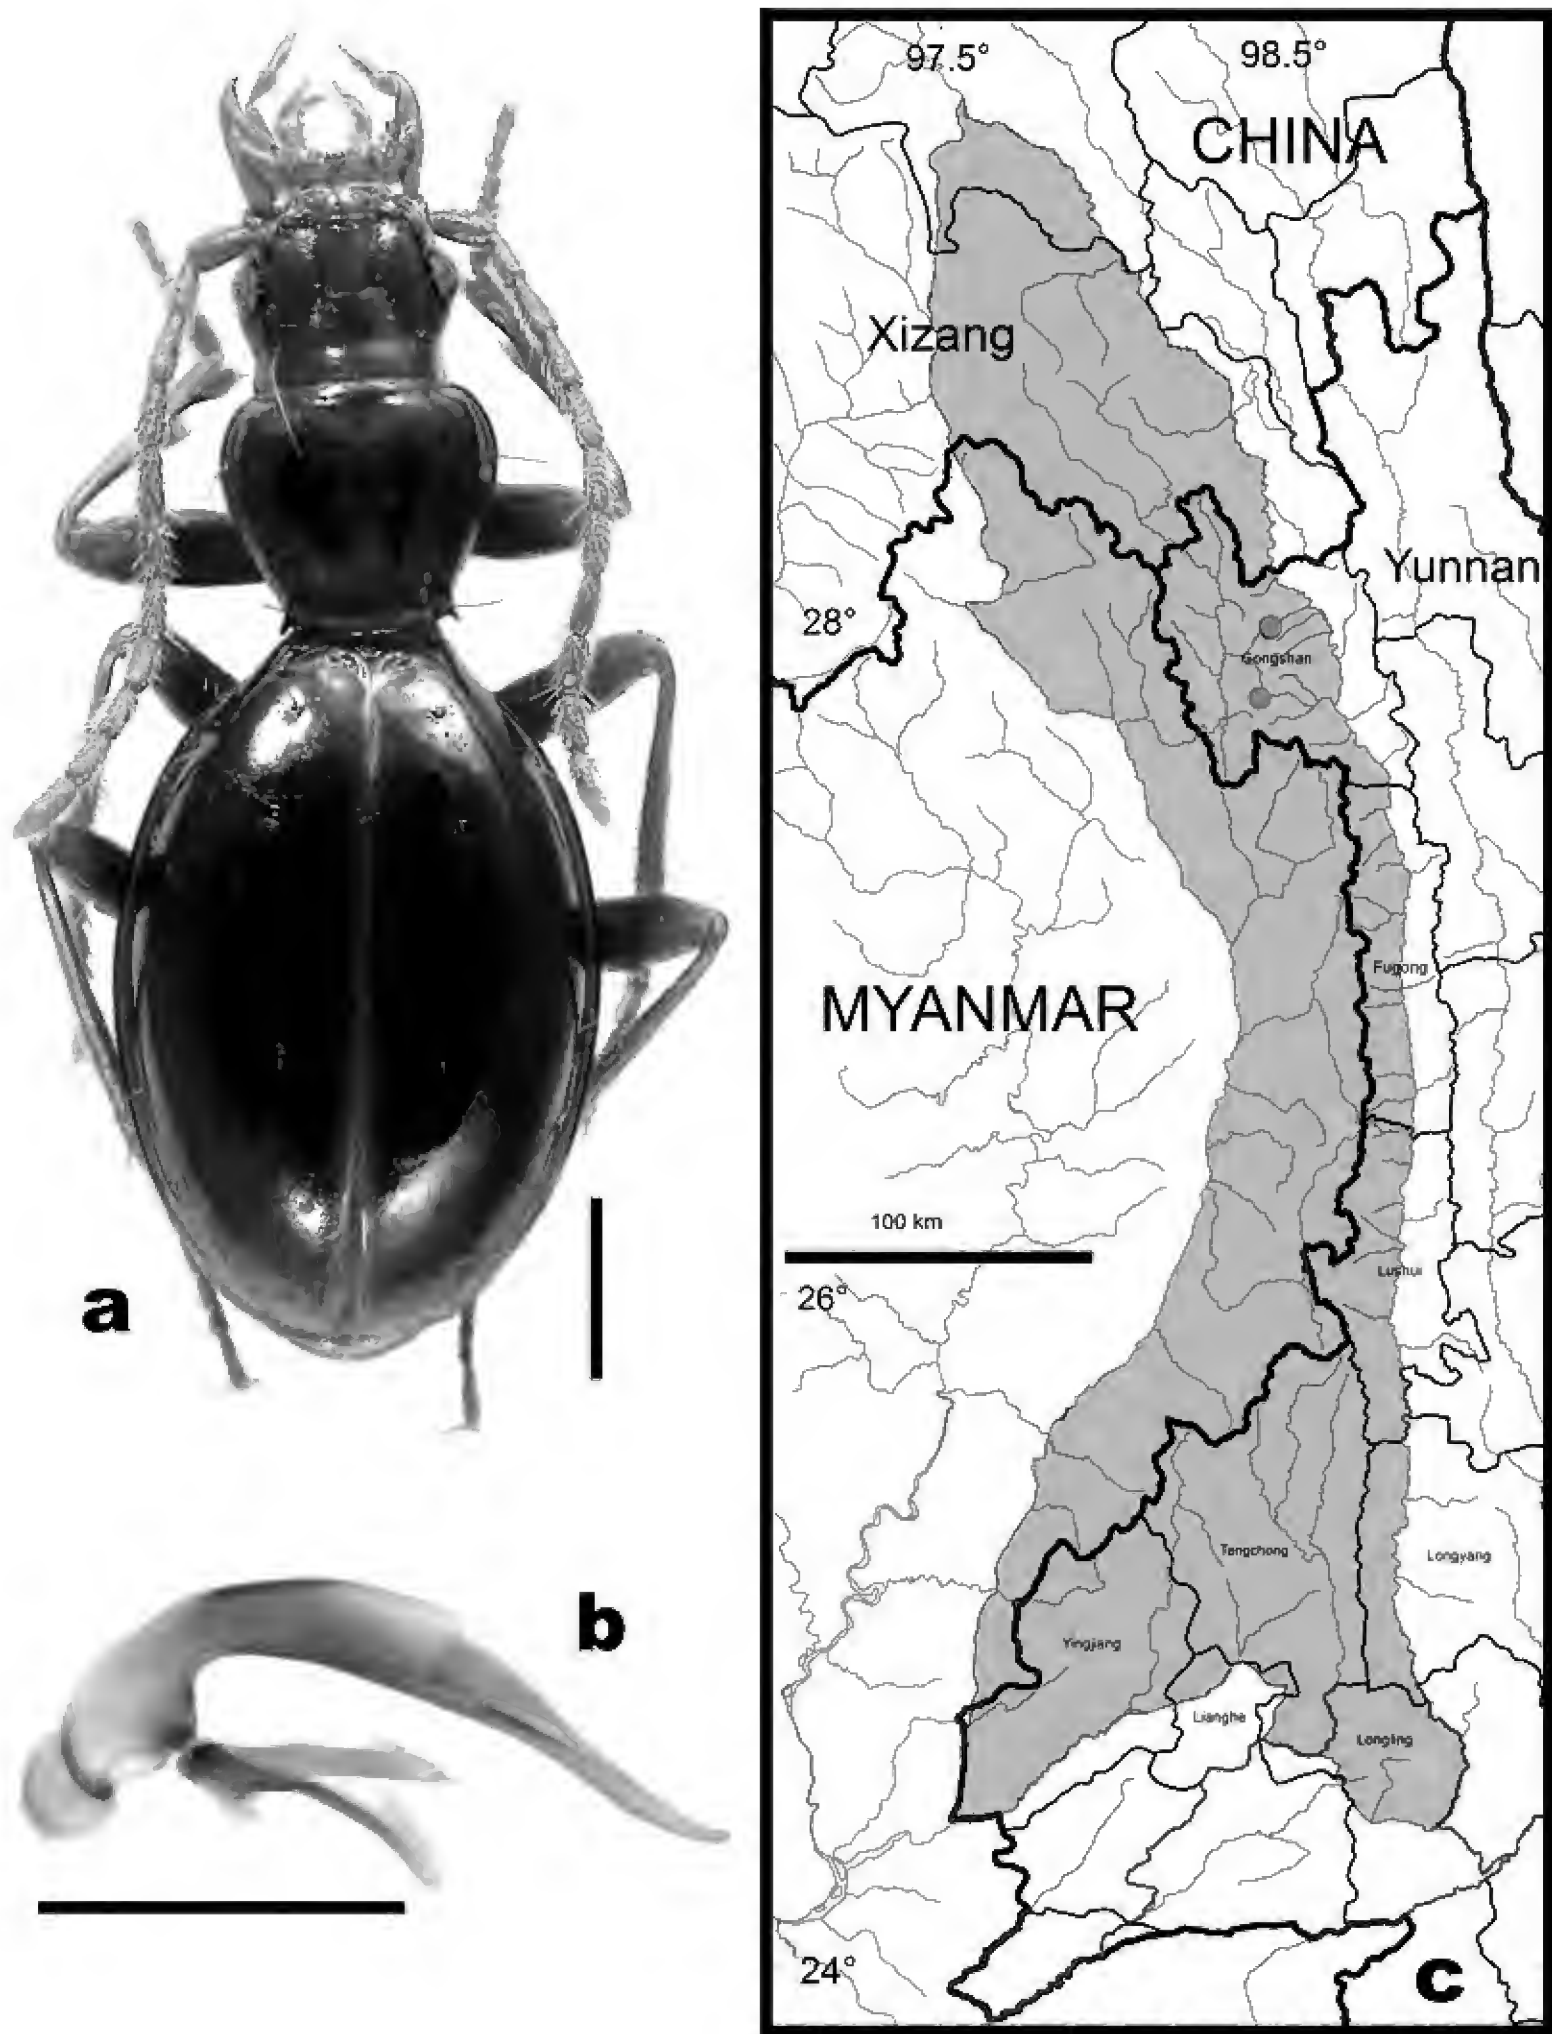 a
b
97.5°
98.5°
CHINA
Xizang
Yunnan
28°
Gongshan
Fugong
MYANMAR
100 km
Lushui
26°
Tengchong
Longyang
Yingjiang
Lianghe
Longling
24°
c